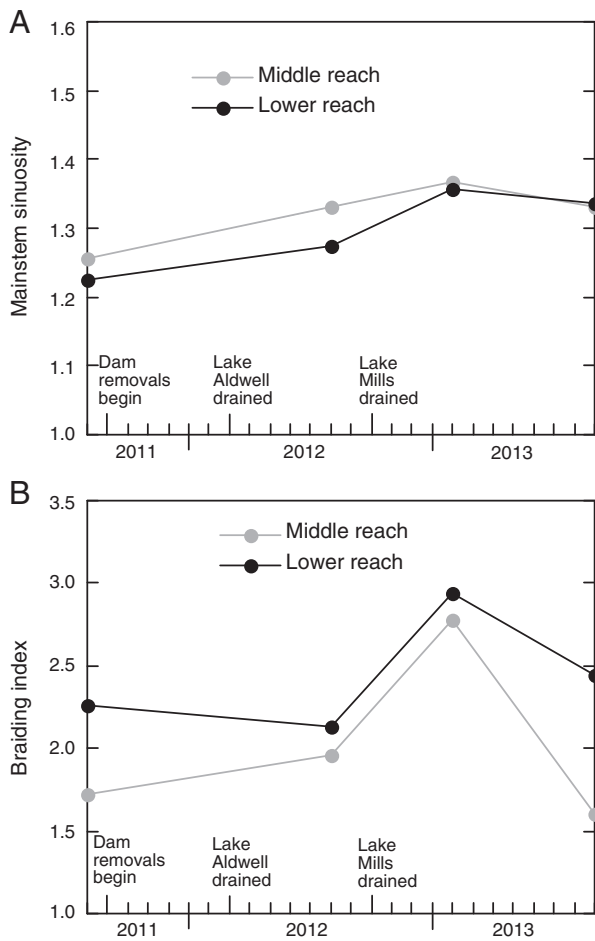 A
Mainstem sinuosity
1.6
1.5
1.4
1.3
1.2
1.1
1.0
Middle reach
Lower reach
Dam
removals
begin
Lake
Aldwell
drained
Lake
Mills
drained
2011
2012
2013
B
Braiding index
3.5
3.0
2.5
2.0
1.5
1.0
Middle reach
Lower reach
Dam
removals
begin
Lake
Aldwell
drained
Lake
Mills
drained
2011
2012
2013